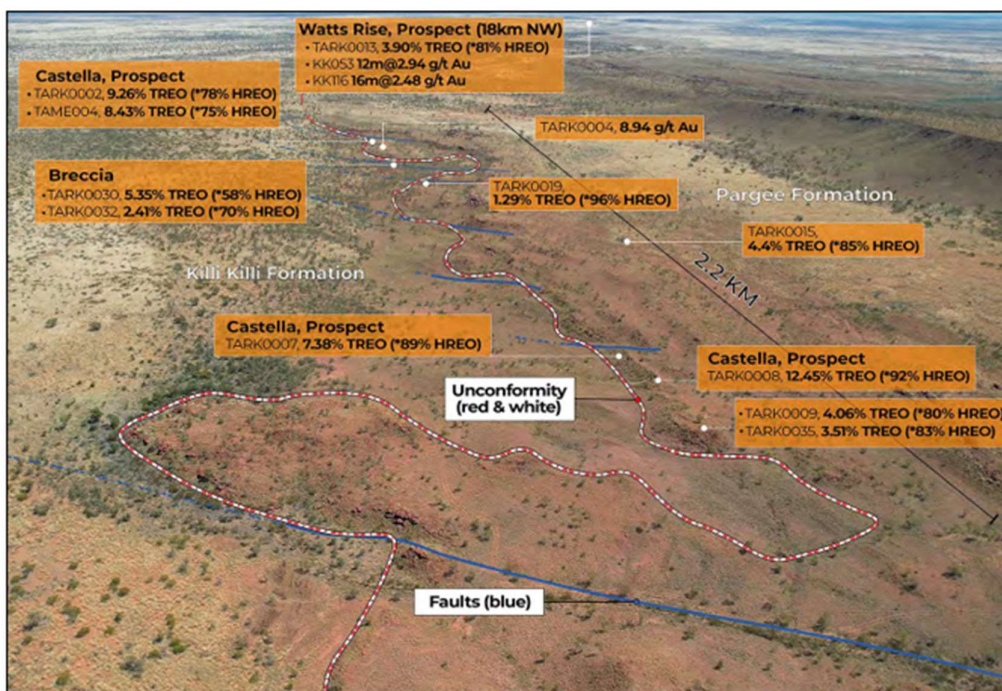 Watts Rise, Prospect (18km NW)
• TARK0013, 3.90% TREO (*81% HREO)
• KK053 12m@2.94 g/t Au
• KK116 16m@2.48 g/t Au
Castella, Prospect
• TARK0002, 9.26% TREO (*78% HREO)
• TAME004, 8.43% TREO (*75% HREO)
TARK0004, 8.94 g/t Au
Breccia
• TARK0030, 5.35% TREO (*58% HREO)
• TARK0032, 2.41% TREO (*70% HREO)
TARK0019,
1.29% TREO (*96% HREO)
Pargee Formation
TARK0015,
4.4% TREO (*85% HREO)
Killi Killi Formation
2.2 KM
Castella, Prospect
TARK0007, 7.38% TREO (*89% HREO)
Castella, Prospect
TARK0008, 12.45% TREO (*92% HREO)
Unconformity
(red & white)
• TARK0009, 4.06% TREO (*80% HREO)
• TARK0035, 3.51% TREO (*83% HREO)
Faults (blue)